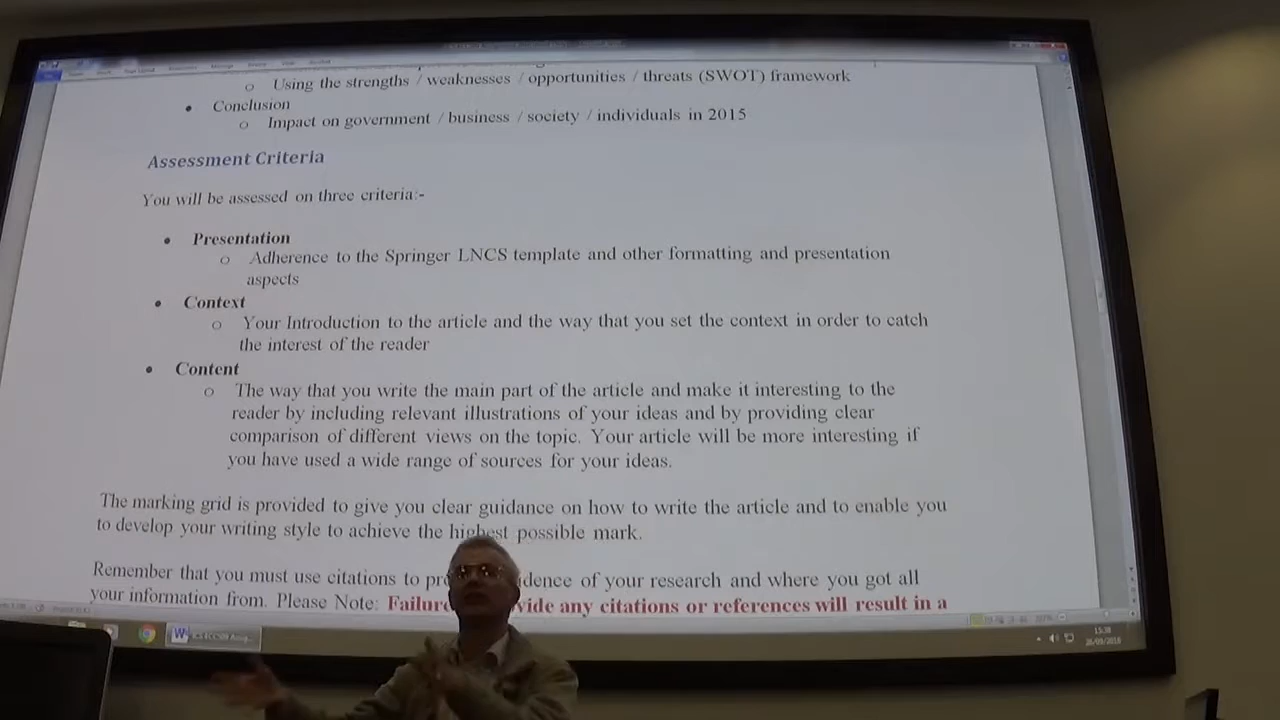 Using the strengths / weaknesses / opportunities / threats (SWOT) framework
Conclusion
Impact on government / business / society / individuals in 2015
Assessment Criteria
You will be assessed on three criteria:-
Presentation
Adherence to the Springer LNCS template and other formatting and presentation
aspects
Context
Your Introduction to the article and the way that you set the context in order to catch
the interest of the reader
Content
The way that you write the main part of the article and make it interesting to the
reader by including relevant illustrations of your ideas and by providing clear
comparison of different views on the topic. Your article will be more interesting if
you have used a wide range of sources for your ideas.
The marking grid is provided to give you clear guidance on how to write the article and to enable you
to develop your writing style to achieve the highest possible mark.
Remember that you must use citations to of your research and where you got all
your information from. Please Note: any citations or references will result in a
15:38